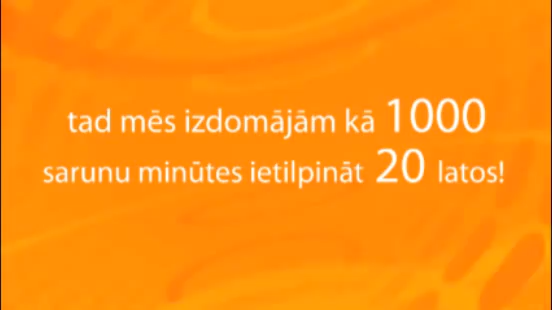 tad mēs izdomājām kā 1000
sarunu minūtes ietilpināt 20 latos!